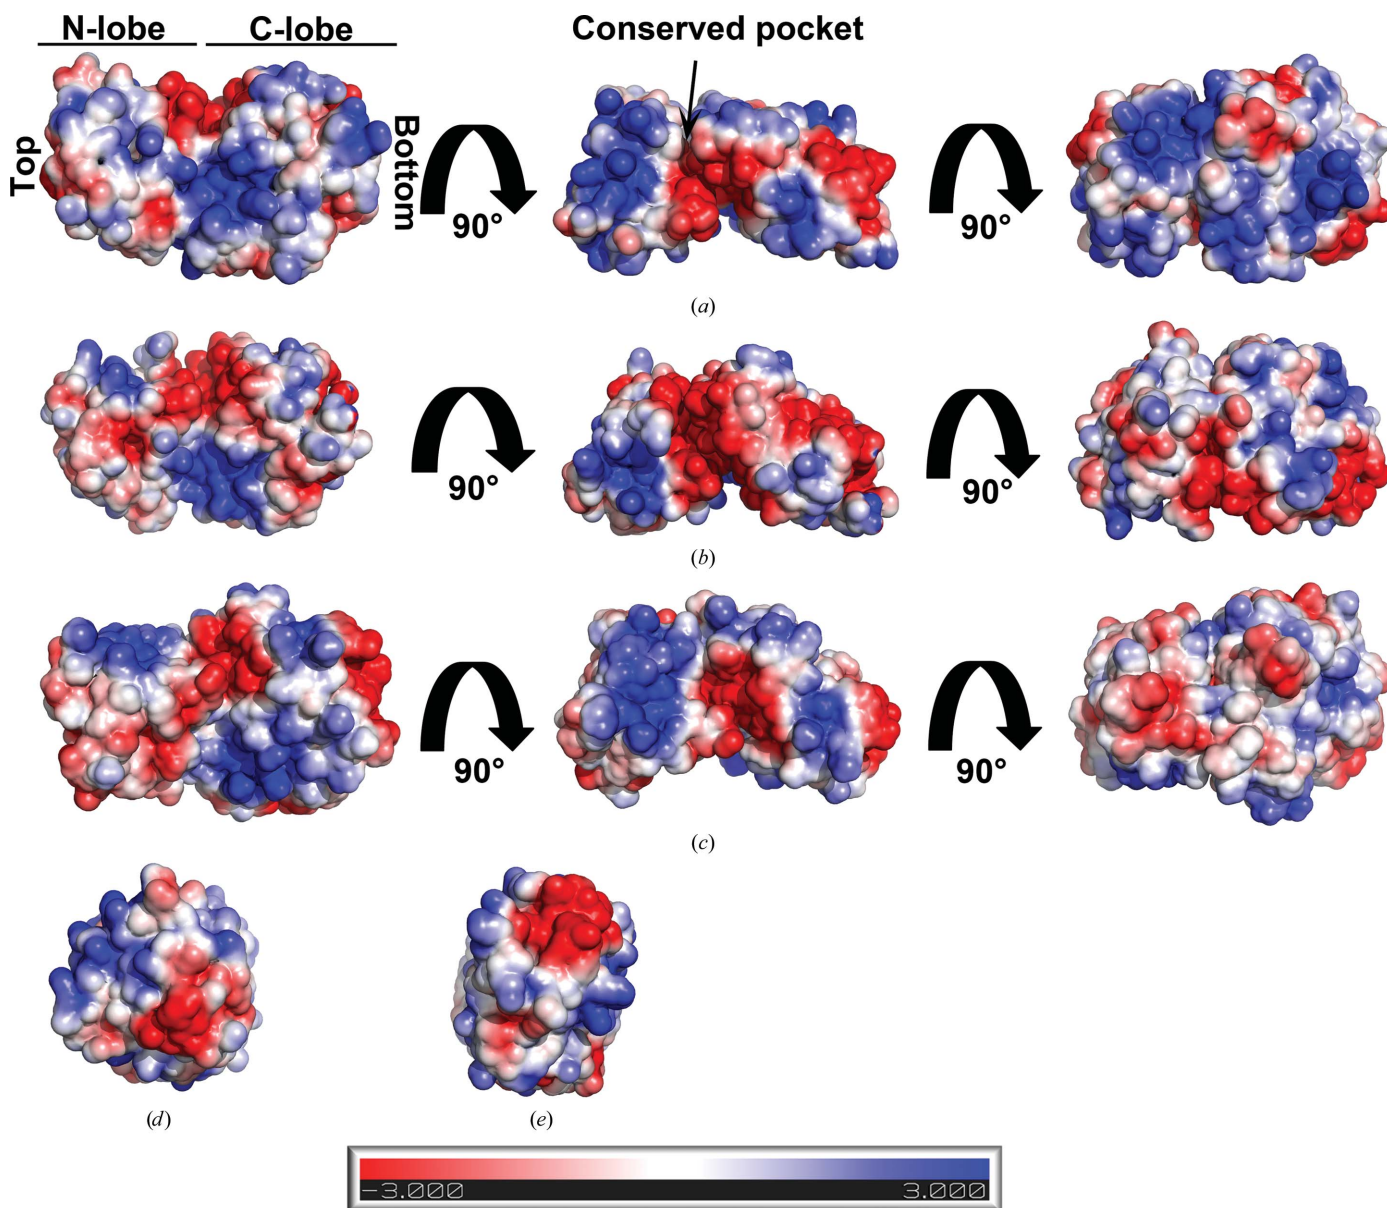 N-lobe C-lobe Conserved pocket
Top Bottom
90° 90°
(a)
90° 90°
(b)
90° 90°
(c)
(d) (e)
-3.000 3.000